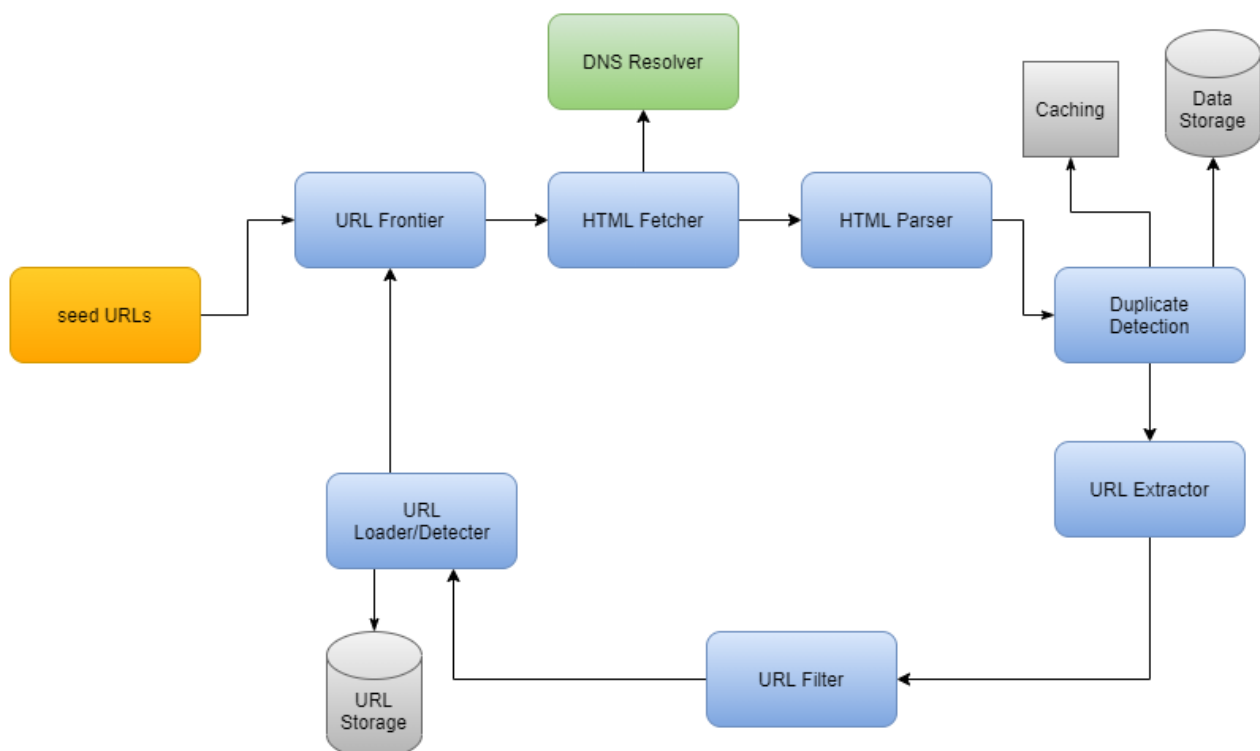 DNS Resolver
Caching
Data
Storage
URL Frontier
HTML Fetcher
HTML Parser
seed URLs
Duplicate
Detection
URL
Loader/Detecter
URL Extractor
URL Filter
URL
Storage